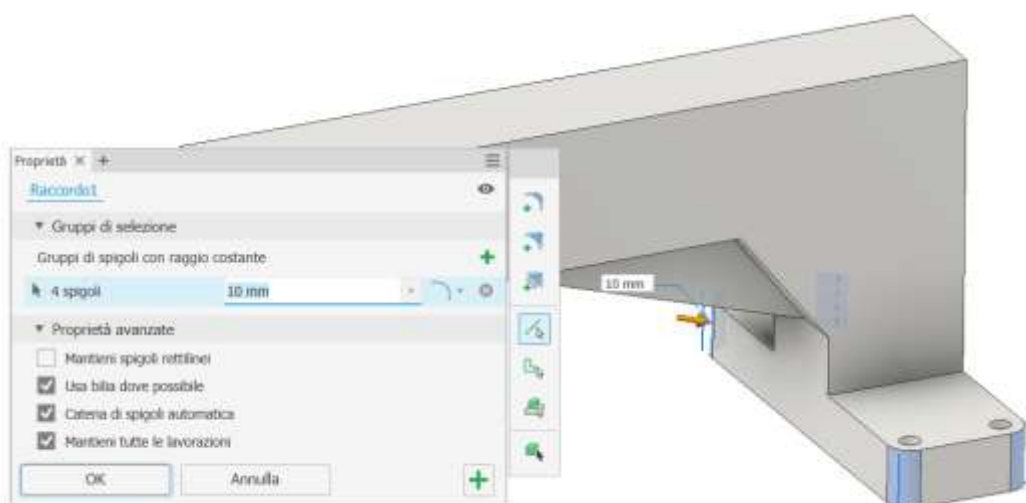 Proprietà × +
Raccordo1
Gruppi di selezione
Gruppi di spigoli con raggio costante
4 spigoli 10 mm
Proprietà avanzate
Mantieni spigoli rettilinei
Usa bilia dove possibile
Catena di spigoli automatica
Mantieni tutte le lavorazioni
OK Annulla
10 mm